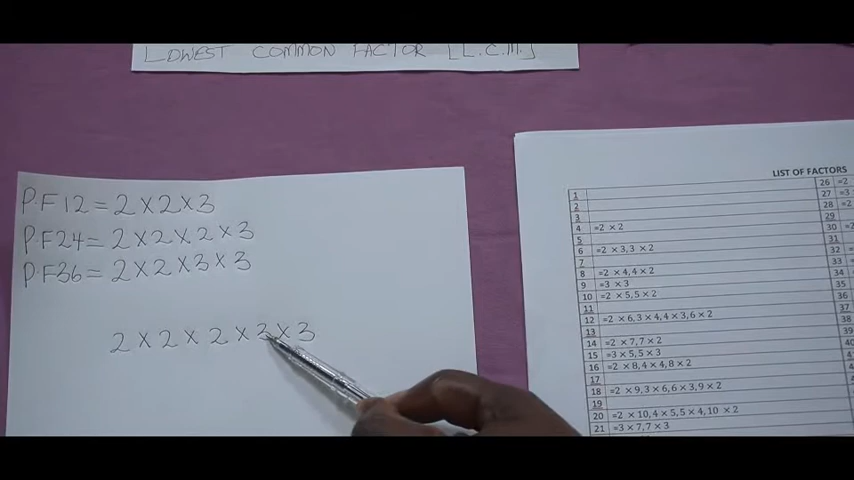 LOWEST COMMON FACTOR [L.C.M.]
P.F12 = 2×2×3
P.F24= 2×2×2×3
P.F36= 2×2×3×3
2×2×2×3×3
LIST OF FACTORS
1
2
3
4 =2 × 2
5
6 =2 × 3,3 × 2
7
8 =2 × 4,4 × 2
9 =3 × 3
10 =2 × 5,5 × 2
11
12 =2 × 6,3 × 4,4 × 3,6 × 2
13
14 =2 × 7,7 × 2
15 =3 × 5,5 × 3
16 =2 × 8,4 × 4,8 × 2
17
18 =2 × 9,3 × 6,6 × 3,9 × 2
19
20 =2 × 10,4 × 5,5 × 4,10 × 2
21 =3 × 7,7 × 3
26 =2
27 =3
28 =2
29
30 =2
31
32 =
33
34
35
36
37
38
39
40
41